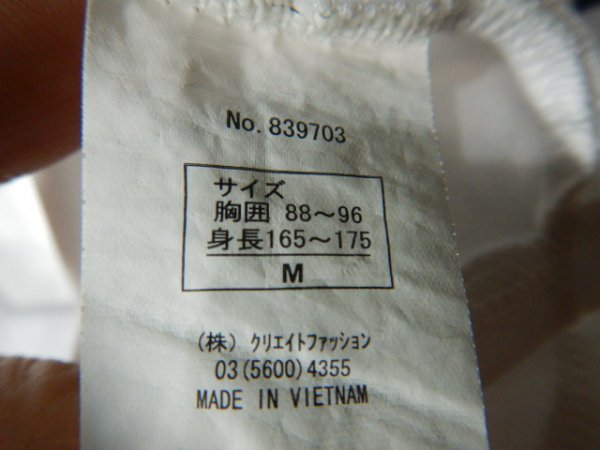 No. 839703
サイズ
胸囲 88〜96
身長165〜175
M
(株) クリエイトファッション
03(5600)4355
MADE IN VIETNAM